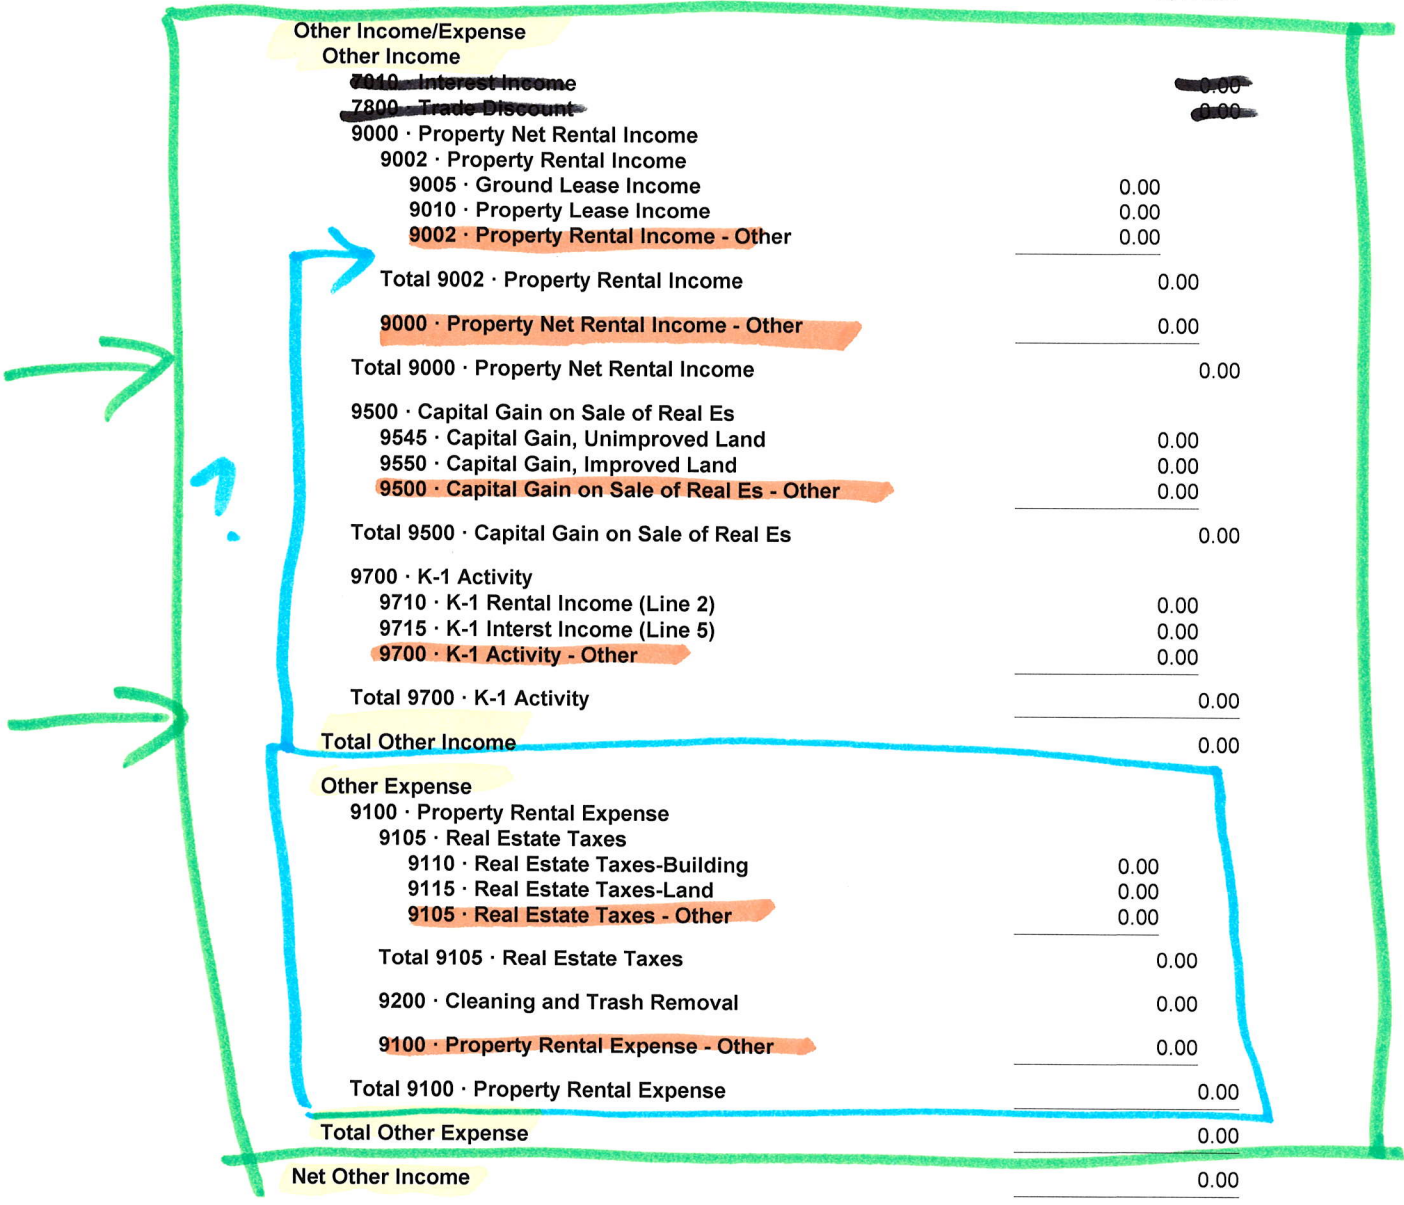 Other Income/Expense
Other Income
7010 · Interest Income 0.00
7800 · Trade Discount 0.00
9000 · Property Net Rental Income
9002 · Property Rental Income
9005 · Ground Lease Income 0.00
9010 · Property Lease Income 0.00
9002 · Property Rental Income - Other 0.00
Total 9002 · Property Rental Income 0.00
9000 · Property Net Rental Income - Other 0.00
Total 9000 · Property Net Rental Income 0.00
9500 · Capital Gain on Sale of Real Es
9545 · Capital Gain, Unimproved Land 0.00
9550 · Capital Gain, Improved Land 0.00
?
9500 · Capital Gain on Sale of Real Es - Other 0.00
Total 9500 · Capital Gain on Sale of Real Es 0.00
9700 · K-1 Activity
9710 · K-1 Rental Income (Line 2) 0.00
9715 · K-1 Interst Income (Line 5) 0.00
9700 · K-1 Activity - Other 0.00
Total 9700 · K-1 Activity 0.00
Total Other Income 0.00
Other Expense
9100 · Property Rental Expense
9105 · Real Estate Taxes
9110 · Real Estate Taxes-Building 0.00
9115 · Real Estate Taxes-Land 0.00
9105 · Real Estate Taxes - Other 0.00
Total 9105 · Real Estate Taxes 0.00
9200 · Cleaning and Trash Removal 0.00
9100 · Property Rental Expense - Other 0.00
Total 9100 · Property Rental Expense 0.00
Total Other Expense 0.00
Net Other Income 0.00